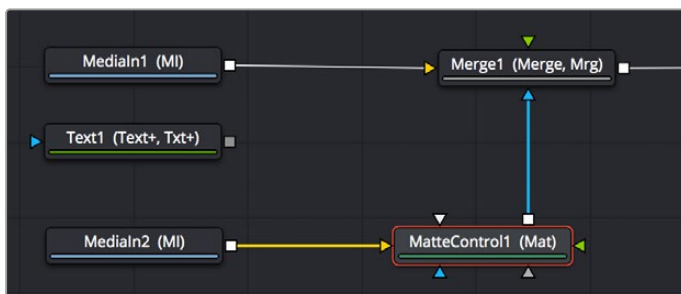 MediaIn1 (MI)
Merge1 (Merge, Mrg)
Text1 (Text+, Txt+)
MediaIn2 (MI)
MatteControl1 (Mat)